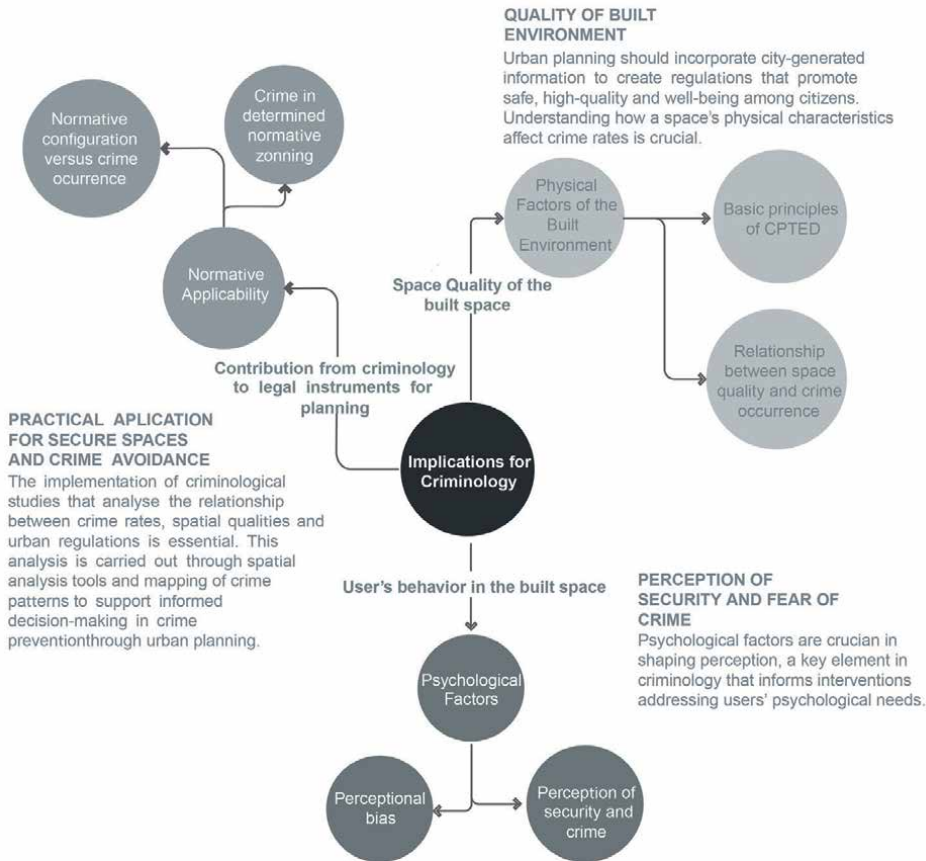 QUALITY OF BUILT
ENVIRONMENT
Urban planning should incorporate city-generated
information to create regulations that promote
safe, high-quality and well-being among citizens.
Understanding how a space's physical characteristics
affect crime rates is crucial.
Normative
configuration
versus crime
ocurrence
Crime in
determined
normative
zonning
Physical
Factors of the
Built
Environment
Basic principles
of CPTED
Normative
Applicability
Space Quality of the
built space
Relationship
between space
quality and crime
occurrence
Contribution from criminology
to legal instruments for
planning
PRACTICAL APLICATION
FOR SECURE SPACES
AND CRIME AVOIDANCE
The implementation of criminological
studies that analyse the relationship
between crime rates, spatial qualities and
urban regulations is essential. This
analysis is carried out through spatial
analysis tools and mapping of crime
patterns to support informed
decision-making in crime
preventionthrough urban planning.
Implications for
Criminology
User's behavior in the built space
PERCEPTION OF
SECURITY AND FEAR OF
CRIME
Psychological factors are crucian in
shaping perception, a key element in
criminology that informs interventions
addressing users' psychological needs.
Psychological
Factors
Perceptional
bias
Perception of
security and
crime